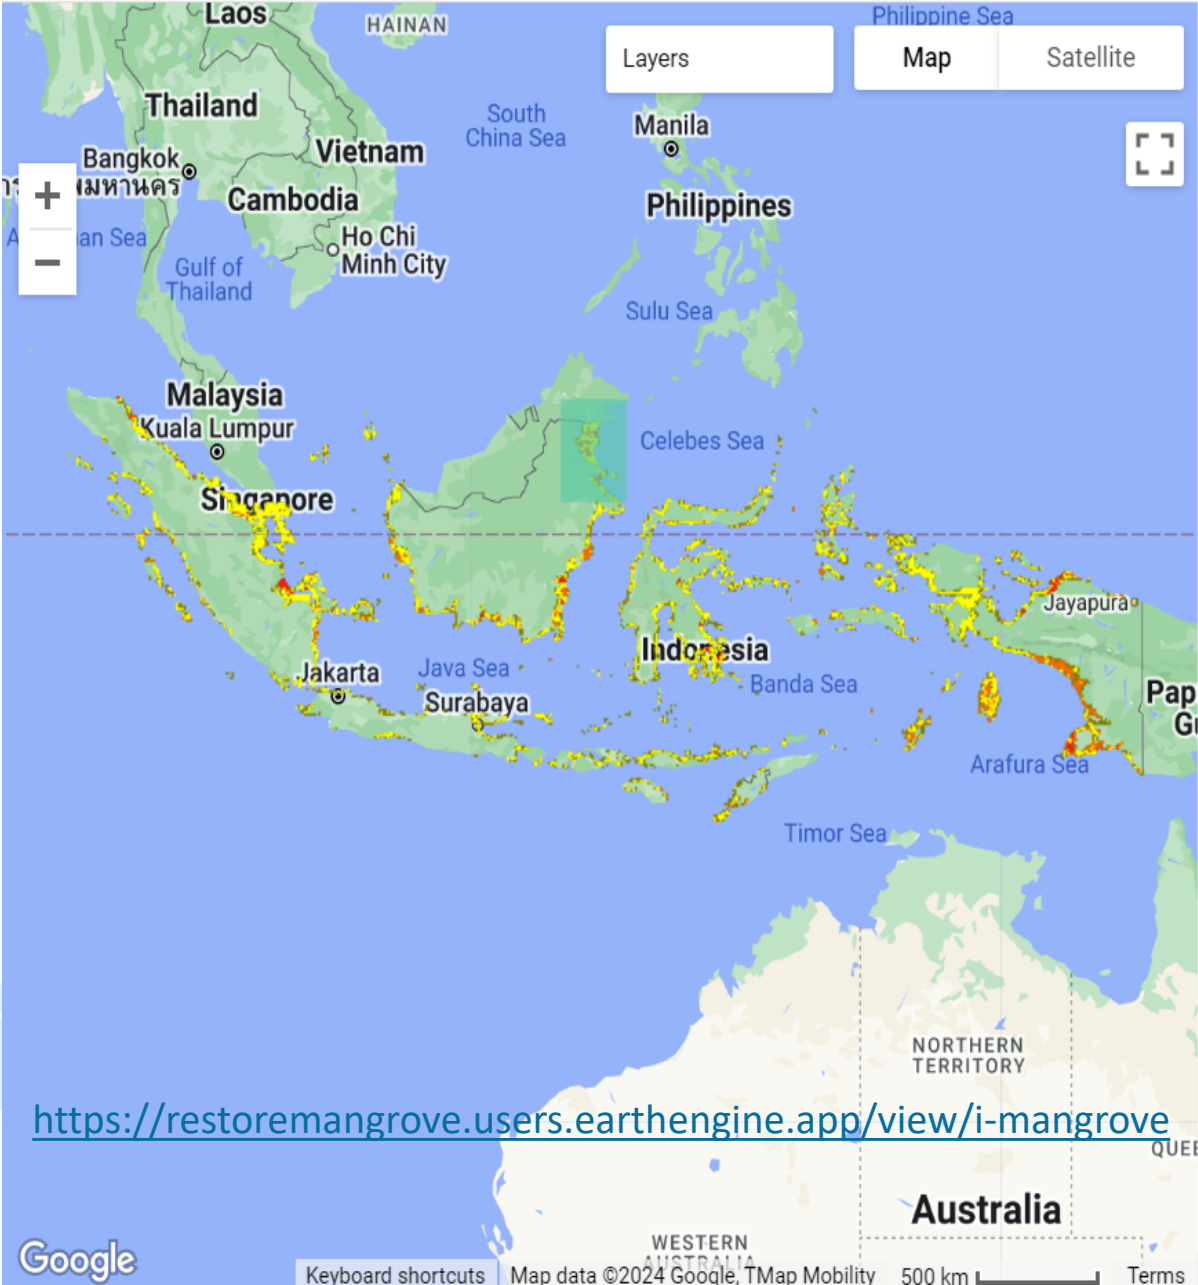 Laos
HAINAN
Philippine Sea
Layers
Map
Satellite
Thailand
South
China Sea
Manila
Bangkok
Vietnam
Cambodia
Philippines
Ho Chi
Minh City
Gulf of
Thailand
Sulu Sea
Malaysia
Kuala Lumpur
Celebes Sea
Singapore
Jayapura
Indonesia
Jakarta
Java Sea
Banda Sea
Surabaya
Arafura Sea
Timor Sea
NORTHERN
TERRITORY
https://restoremangrove.users.earthengine.app/view/i-mangrove
Australia
WESTERN
AUSTRALIA
Google
Keyboard shortcuts
Map data ©2024 Google, TMap Mobility
500 km
Terms